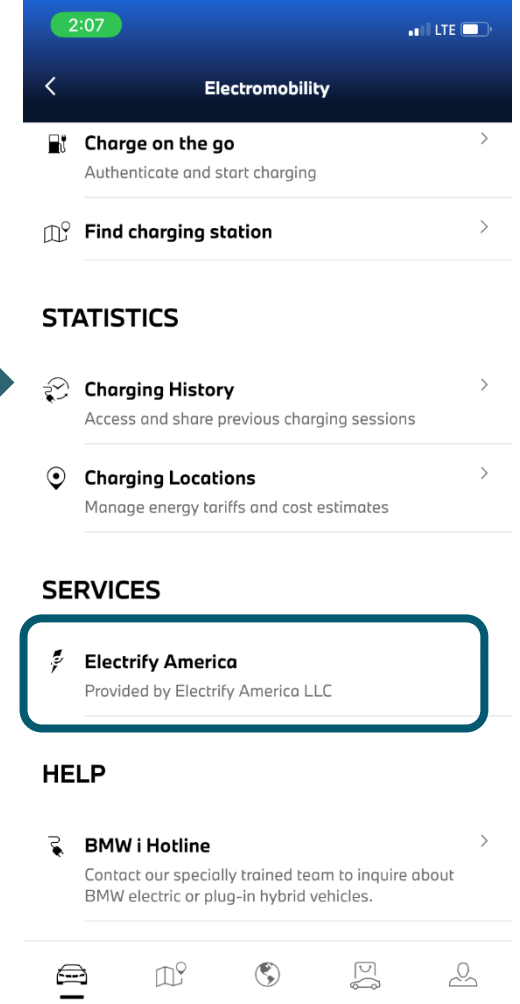 2:07
LTE
Electromobility
Charge on the go
Authenticate and start charging
Find charging station
STATISTICS
Charging History
Access and share previous charging sessions
Charging Locations
Manage energy tariffs and cost estimates
SERVICES
Electrify America
Provided by Electrify America LLC
HELP
BMW i Hotline
Contact our specially trained team to inquire about
BMW electric or plug-in hybrid vehicles.